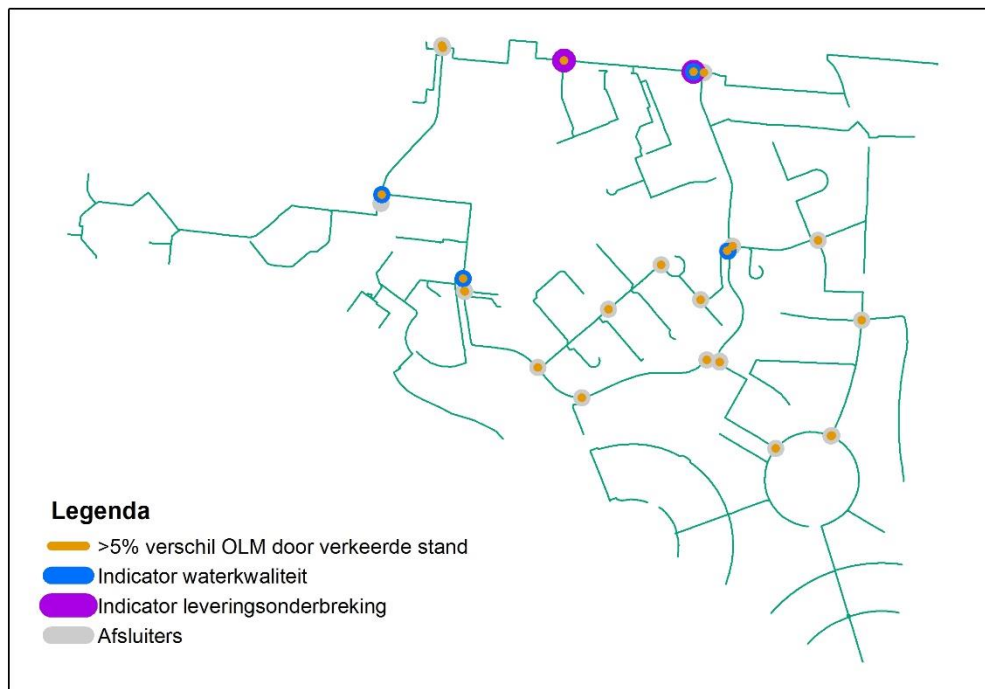 Legenda
>5% verschil OLM door verkeerde stand
Indicator waterkwaliteit
Indicator leveringsonderbreking
Afsluiters